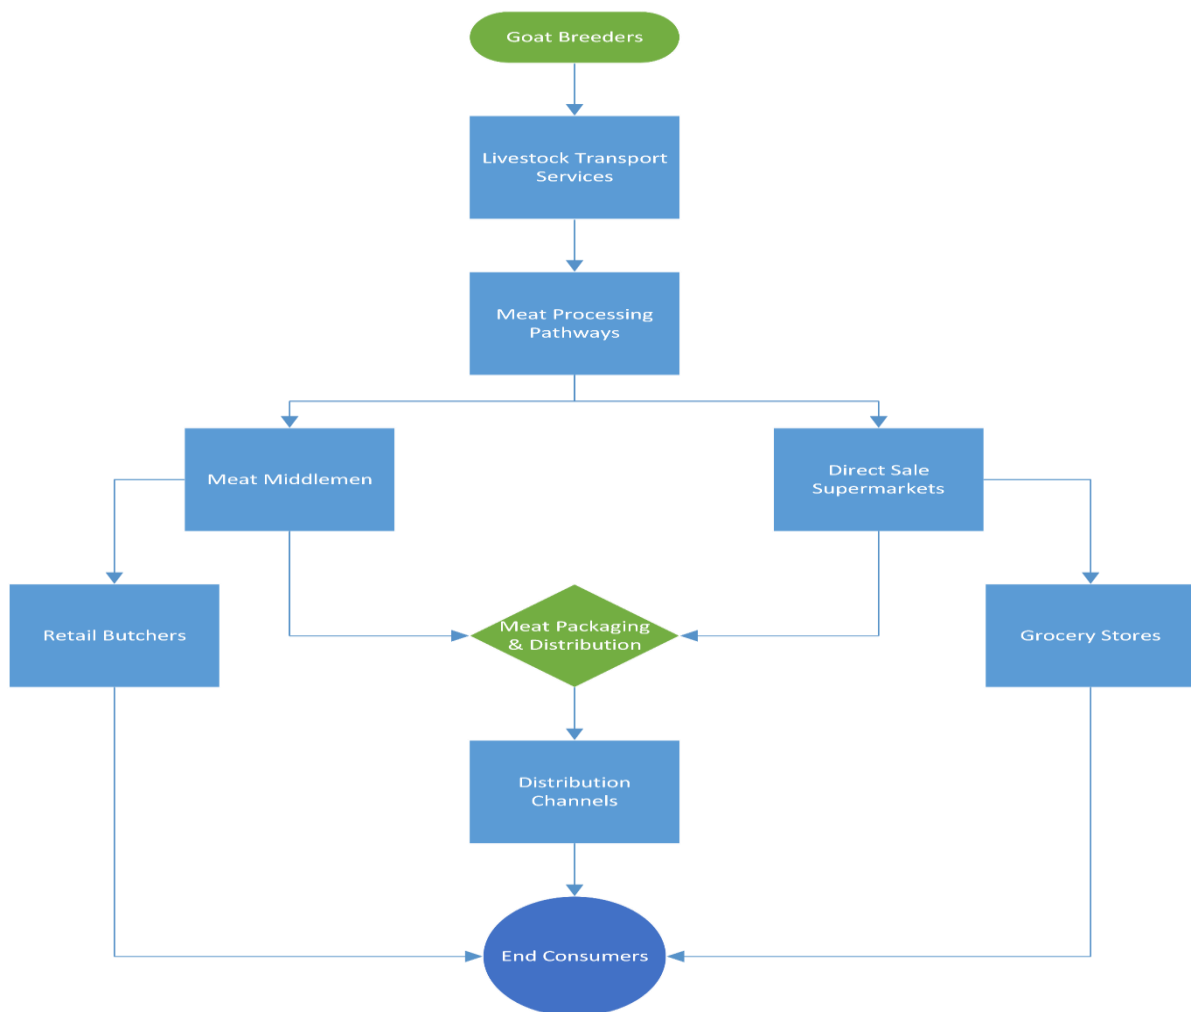 Goat Breeders
Livestock Transport
Services
Meat Processing
Pathways
Meat Middlemen
Direct Sale
Supermarkets
Retail Butchers
Meat Packaging
& Distribution
Grocery Stores
Distribution
Channels
End Consumers